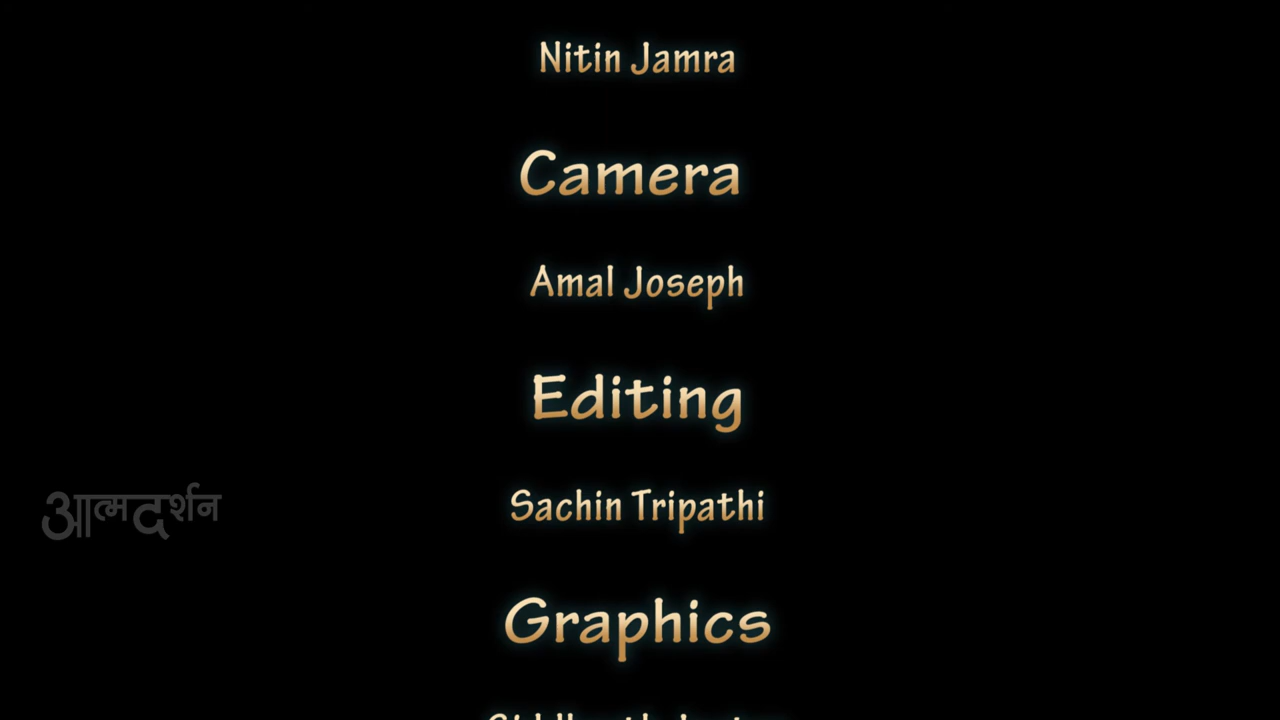 Nitin Jamra
Camera
Amal Joseph
Editing
Sachin Tripathi
आत्मदर्शन
Graphics